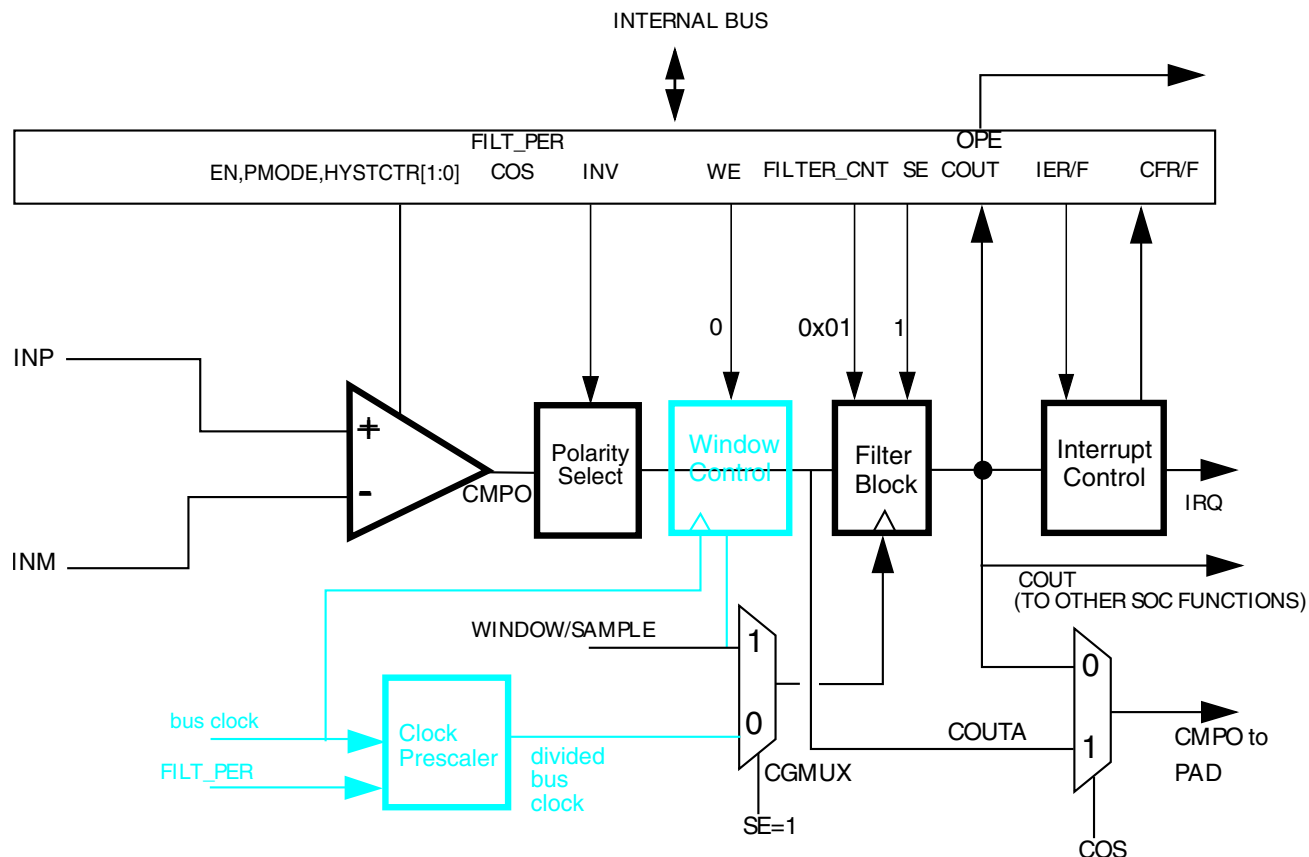 INTERNAL BUS
FILT_PER
OPE
EN,PMODE,HYSTCTR[1:0]
COS
INV
WE
FILTER_CNT
SE
COUT
IER/F
CFR/F
0
0x01
1
INP
+
-
INM
CMPO
Polarity
Select
Window
Control
Filter
Block
Interrupt
Control
IRQ
COUT
(TO OTHER SOC FUNCTIONS)
WINDOW/SAMPLE
1
0
CGMUX
SE=1
bus clock
FILT_PER
Clock
Prescaler
divided
bus
clock
COUTA
0
1
CMPO to
PAD
COS